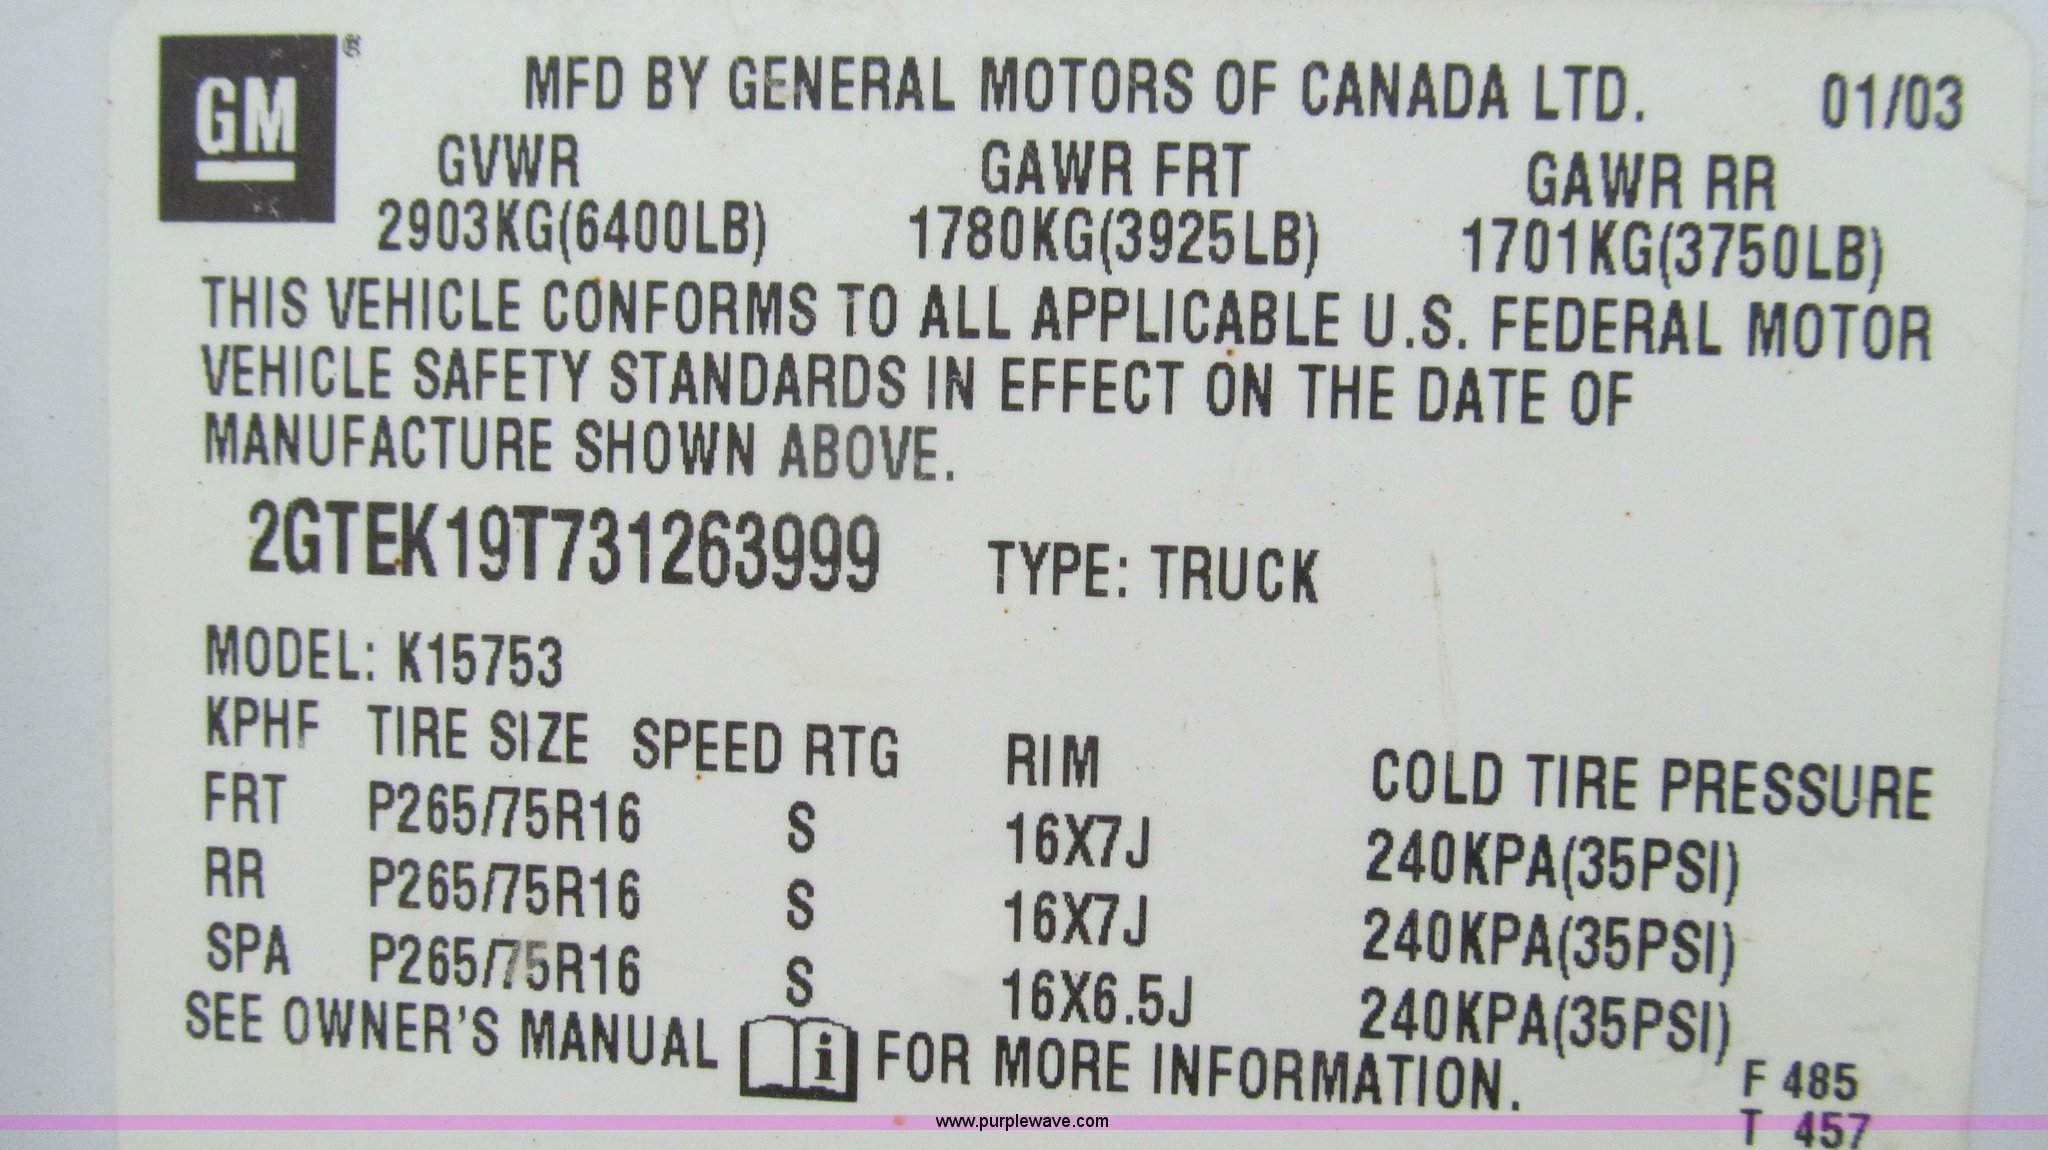 GM ®
MFD BY GENERAL MOTORS OF CANADA LTD. 01/03
GVWR GAWR FRT GAWR RR
2903KG(6400LB) 1780KG(3925LB) 1701KG(3750LB)
THIS VEHICLE CONFORMS TO ALL APPLICABLE U.S. FEDERAL MOTOR
VEHICLE SAFETY STANDARDS IN EFFECT ON THE DATE OF
MANUFACTURE SHOWN ABOVE.
2GTEK19T731263999 TYPE: TRUCK
MODEL: K15753
KPHF TIRE SIZE SPEED RTG RIM COLD TIRE PRESSURE
FRT P265/75R16 S 16X7J 240KPA(35PSI)
RR P265/75R16 S 16X7J 240KPA(35PSI)
SPA P265/75R16 S 16X6.5J 240KPA(35PSI)
SEE OWNER'S MANUAL i FOR MORE INFORMATION.
F 485
T 457
www.purplewave.com